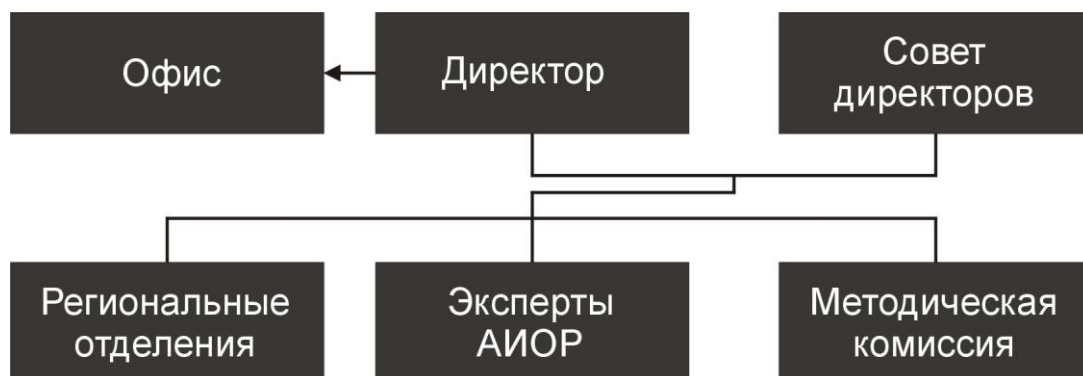 Офис
Директор
Совет
директоров
Региональные
отделения
Эксперты
АИОР
Методическая
комиссия